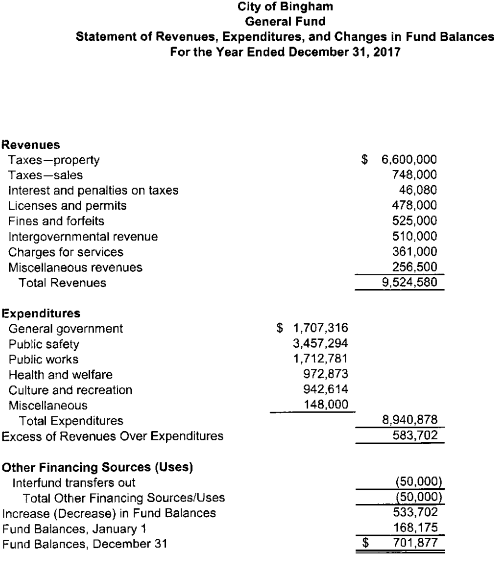 City of Bingham
General Fund
Statement of Revenues, Expenditures, and Changes in Fund Balances
For the Year Ended December 31, 2017
Revenues
Taxes—property $ 6,600,000
Taxes—sales 748,000
Interest and penalties on taxes 46,080
Licenses and permits 478,000
Fines and forfeits 525,000
Intergovernmental revenue 510,000
Charges for services 361,000
Miscellaneous revenues 256,500
Total Revenues 9,524,580
Expenditures
General government $ 1,707,316
Public safety 3,457,294
Public works 1,712,781
Health and welfare 972,873
Culture and recreation 942,614
Miscellaneous 148,000
Total Expenditures 8,940,878
Excess of Revenues Over Expenditures 583,702
Other Financing Sources (Uses)
Interfund transfers out (50,000)
Total Other Financing Sources/Uses (50,000)
Increase (Decrease) in Fund Balances 533,702
Fund Balances, January 1 168,175
Fund Balances, December 31 $ 701,877